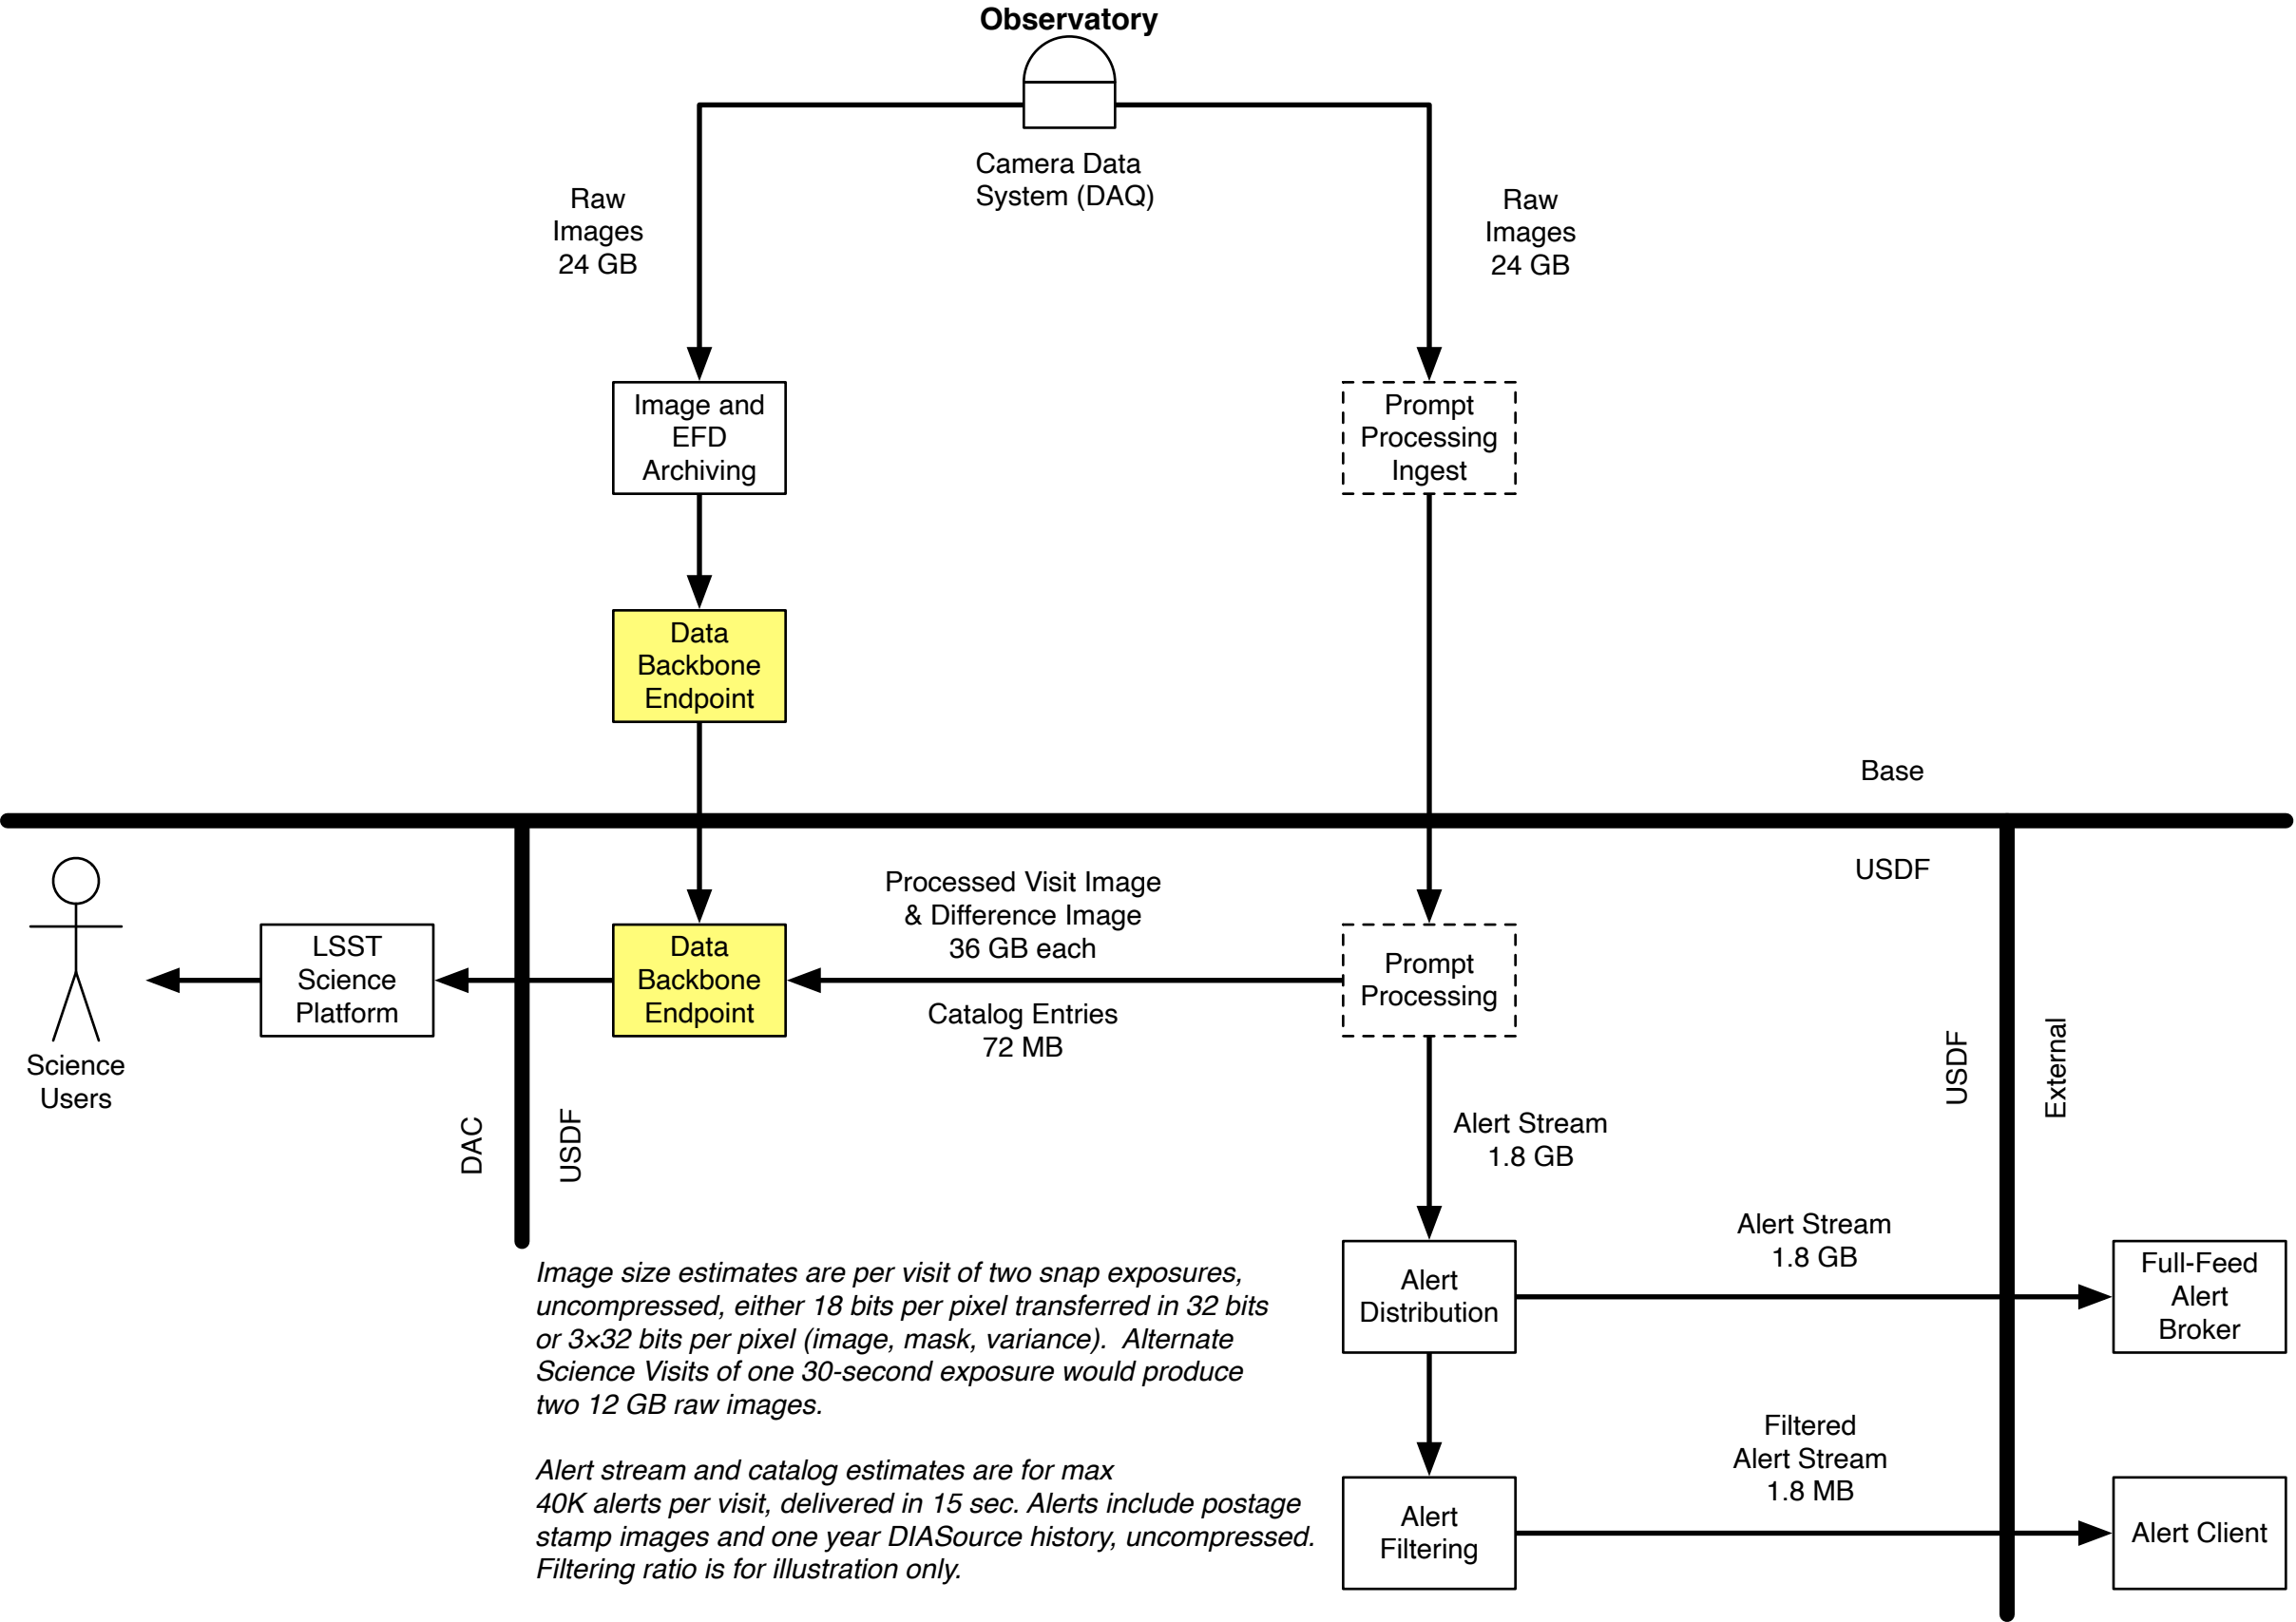 Observatory
Camera Data
System (DAQ)
Raw
Images
24 GB
Raw
Images
24 GB
Image and
EFD
Archiving
Prompt
Processing
Ingest
Data
Backbone
Endpoint
Base
USDF
Science
Users
LSST
Science
Platform
Data
Backbone
Endpoint
Processed Visit Image
& Difference Image
36 GB each
Catalog Entries
72 MB
Prompt
Processing
DAC
USDF
USDF
External
Alert Stream
1.8 GB
Alert
Distribution
Alert Stream
1.8 GB
Full-Feed
Alert
Broker
Image size estimates are per visit of two snap exposures,
uncompressed, either 18 bits per pixel transferred in 32 bits
or 3×32 bits per pixel (image, mask, variance).  Alternate
Science Visits of one 30-second exposure would produce
two 12 GB raw images.
Alert stream and catalog estimates are for max
40K alerts per visit, delivered in 15 sec. Alerts include postage
stamp images and one year DIASource history, uncompressed.
Filtering ratio is for illustration only.
Alert
Filtering
Filtered
Alert Stream
1.8 MB
Alert Client